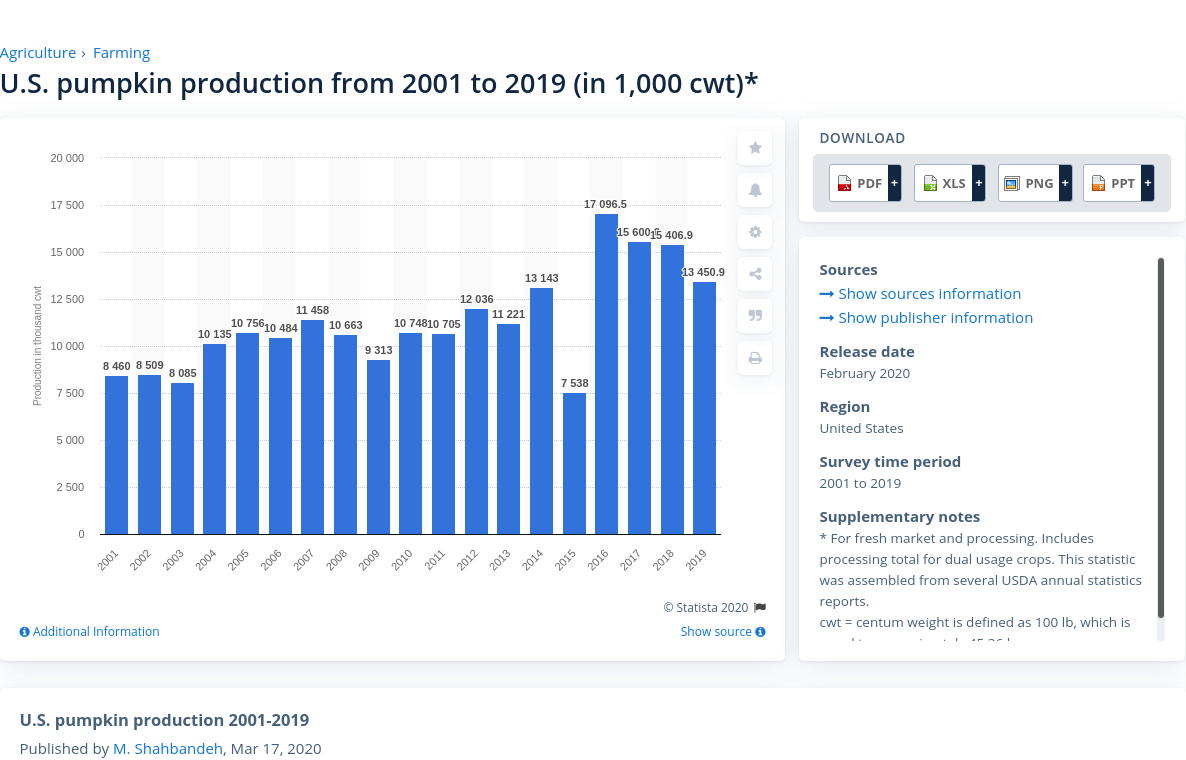 Agriculture › Farming
U.S. pumpkin production from 2001 to 2019 (in 1,000 cwt)*
20 000
17 500
15 000
12 500
10 000
7 500
5 000
2 500
0
Production in thousand cwt
8 460
8 509
8 085
10 135
10 756
10 484
11 458
10 663
9 313
10 748
10 705
12 036
11 221
13 143
7 538
17 096.5
15 600
15 406.9
13 450.9
2001
2002
2003
2004
2005
2006
2007
2008
2009
2010
2011
2012
2013
2014
2015
2016
2017
2018
2019
© Statista 2020
Additional Information
Show source
DOWNLOAD
PDF + XLS + PNG + PPT +
Sources
Show sources information
Show publisher information
Release date
February 2020
Region
United States
Survey time period
2001 to 2019
Supplementary notes
* For fresh market and processing. Includes
processing total for dual usage crops. This statistic
was assembled from several USDA annual statistics
reports.
cwt = centum weight is defined as 100 lb, which is
U.S. pumpkin production 2001-2019
Published by M. Shahbandeh, Mar 17, 2020